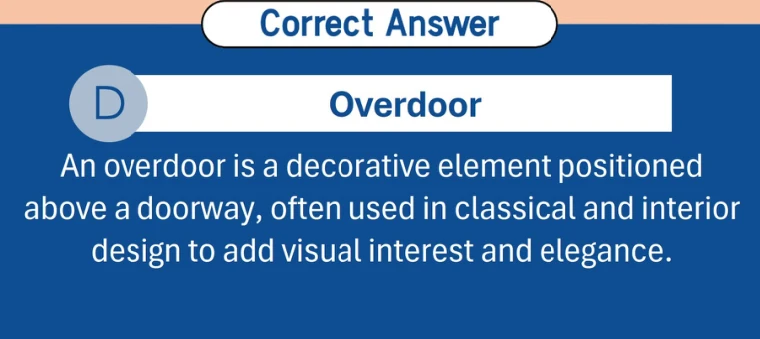 Correct Answer
D
Overdoor
An overdoor is a decorative element positioned
above a doorway, often used in classical and interior
design to add visual interest and elegance.